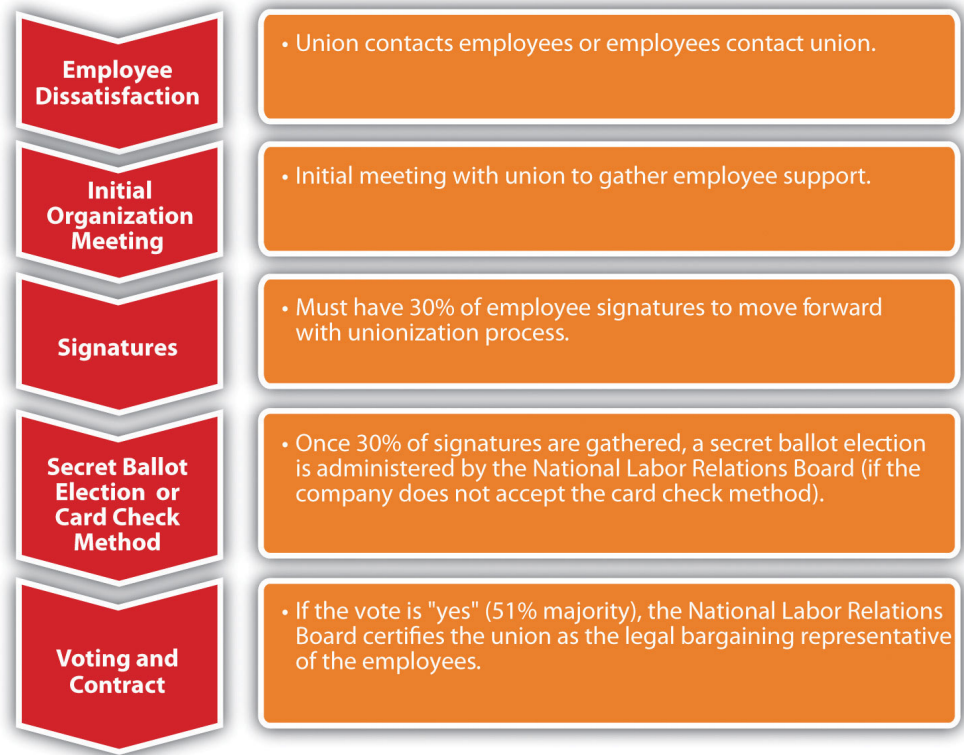 Employee
Dissatisfaction
• Union contacts employees or employees contact union.
Initial
Organization
Meeting
• Initial meeting with union to gather employee support.
Signatures
• Must have 30% of employee signatures to move forward
with unionization process.
Secret Ballot
Election or
Card Check
Method
• Once 30% of signatures are gathered, a secret ballot election
is administered by the National Labor Relations Board (if the
company does not accept the card check method).
Voting and
Contract
• If the vote is "yes" (51% majority), the National Labor Relations
Board certifies the union as the legal bargaining representative
of the employees.